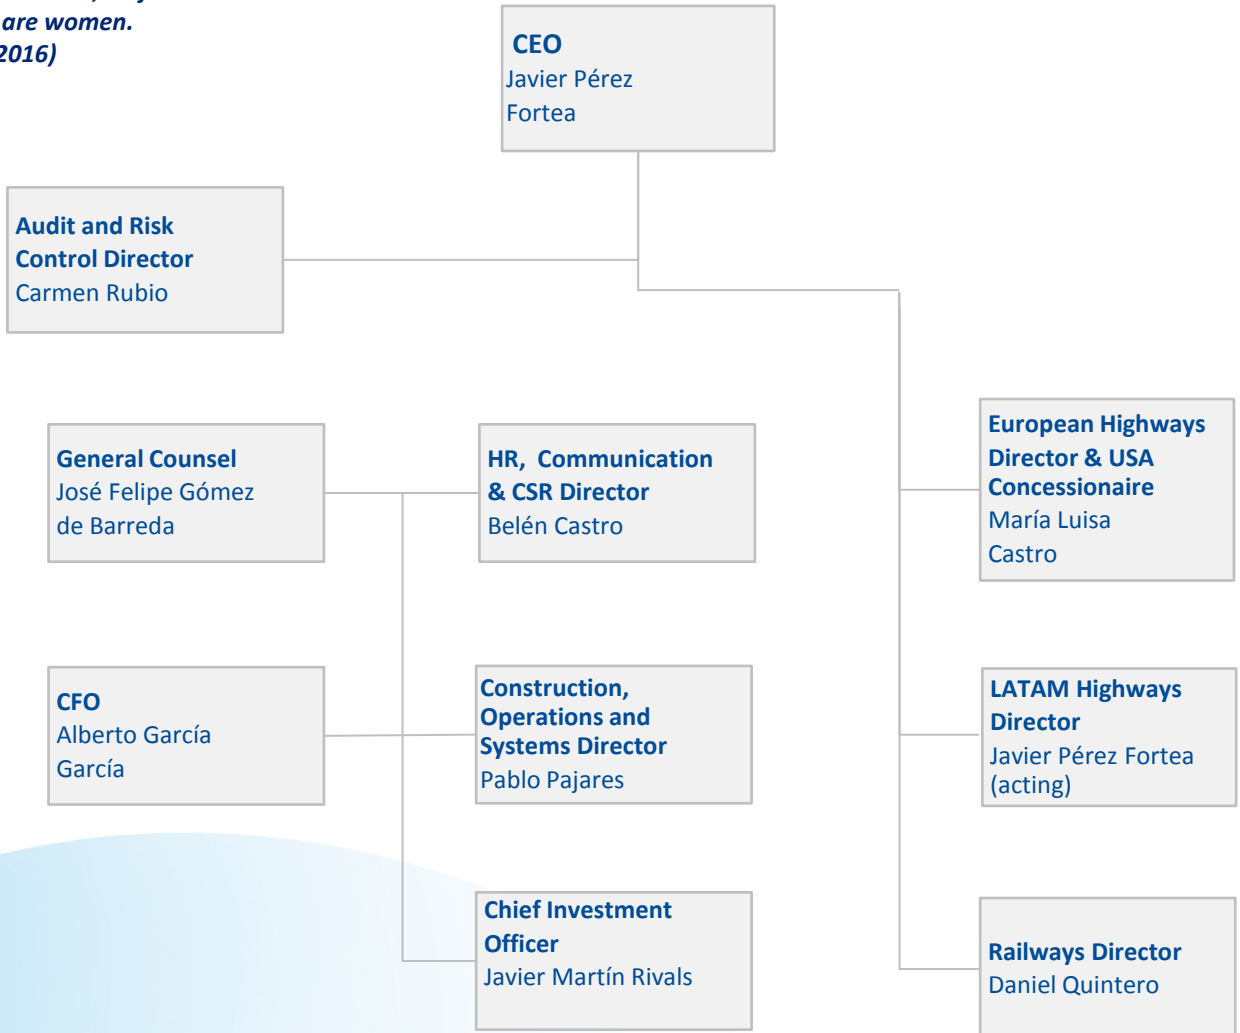 are women.
2016)
CEO
Javier Pérez
Fortea
Audit and Risk
Control Director
Carmen Rubio
General Counsel
José Felipe Gómez
de Barreda
HR, Communication
& CSR Director
Belén Castro
European Highways
Director & USA
Concessionaire
María Luisa
Castro
CFO
Alberto García
García
Construction,
Operations and
Systems Director
Pablo Pajares
LATAM Highways
Director
Javier Pérez Fortea
(acting)
Chief Investment
Officer
Javier Martín Rivals
Railways Director
Daniel Quintero